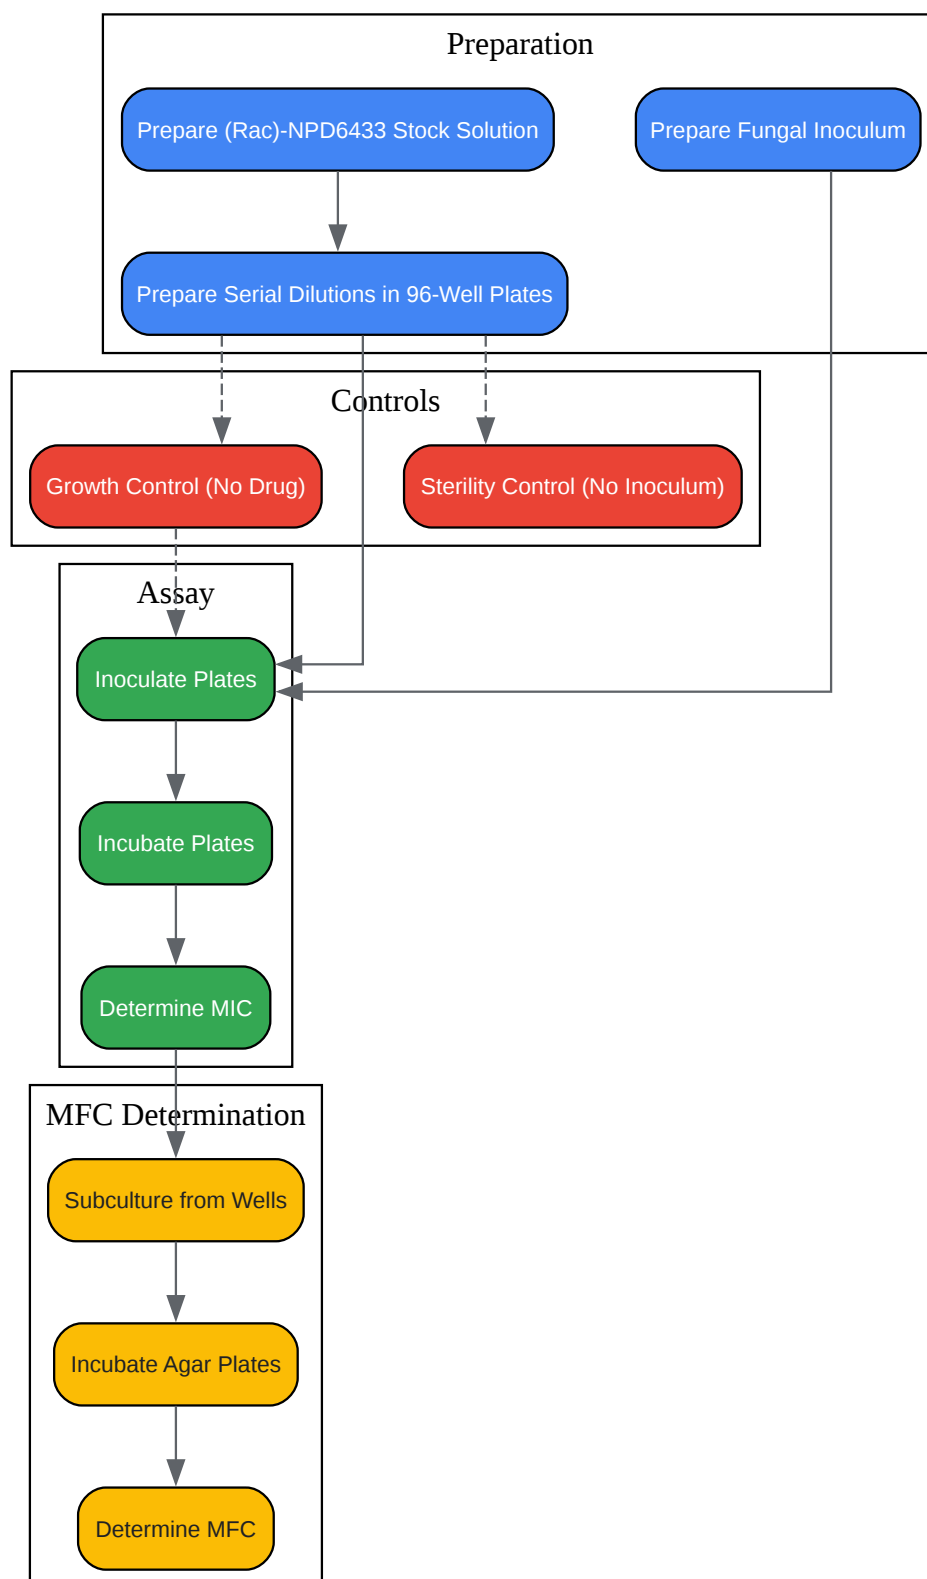 Preparation
Prepare (Rac)-NPD6433 Stock Solution
Prepare Fungal Inoculum
Prepare Serial Dilutions in 96-Well Plates
Controls
Growth Control (No Drug)
Sterility Control (No Inoculum)
Assay
Inoculate Plates
Incubate Plates
Determine MIC
MFC Determination
Subculture from Wells
Incubate Agar Plates
Determine MFC